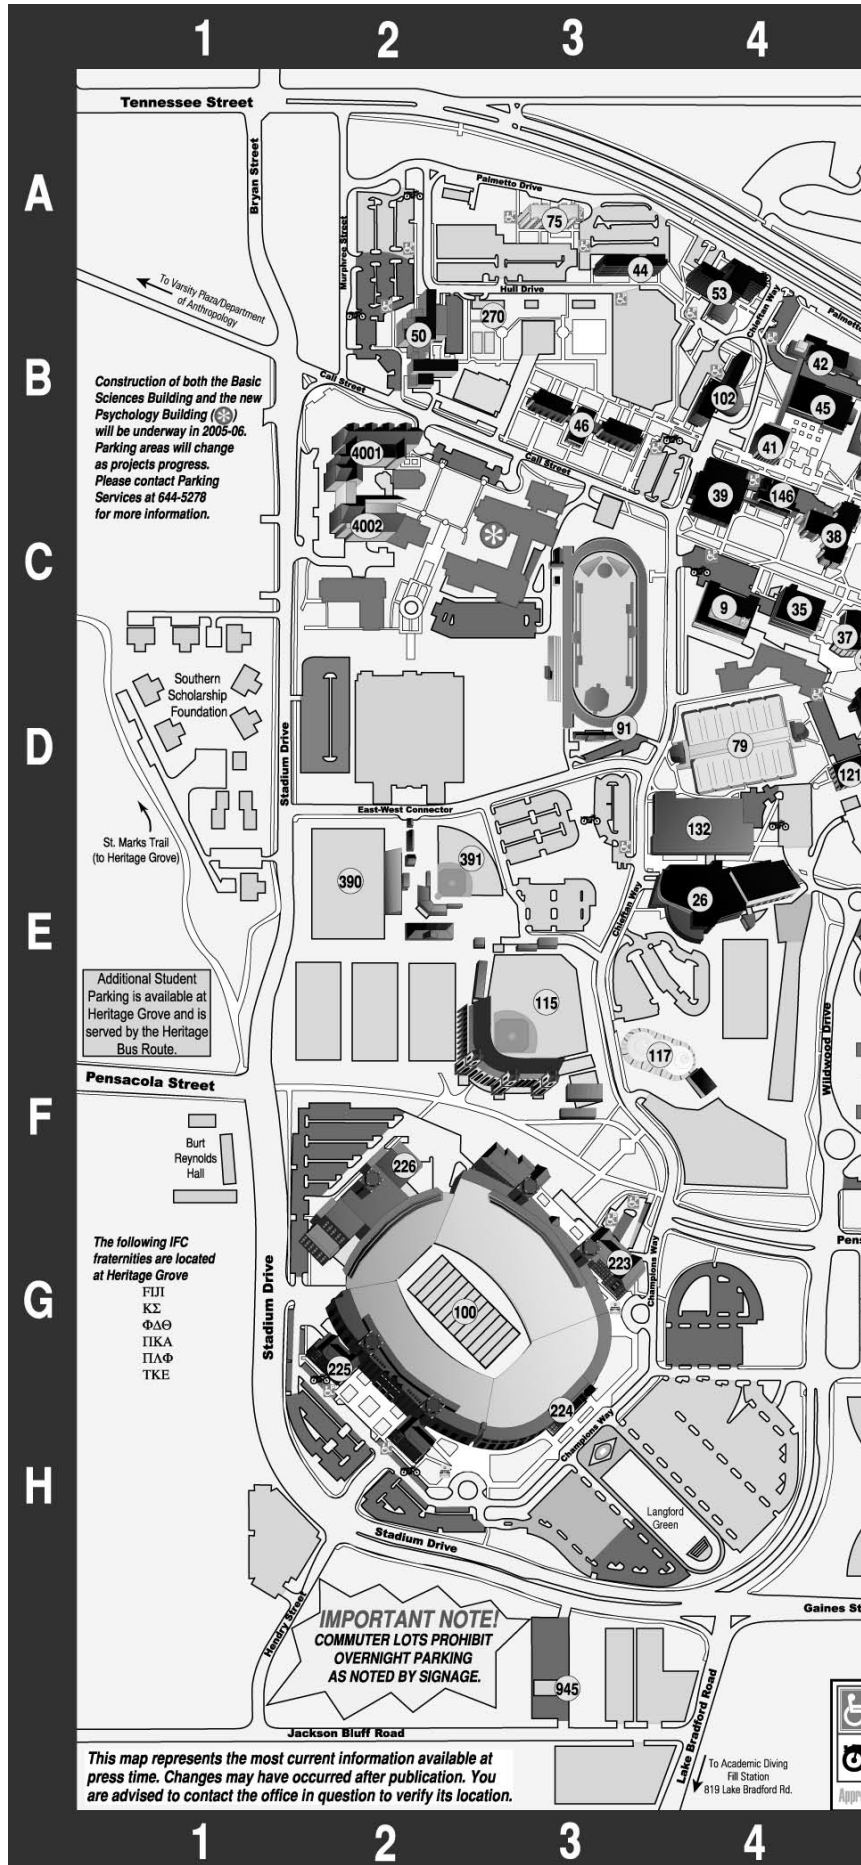 1 2 3 4
Tennessee Street
A
Bryan Street
Palmetto Drive
75
Murphree Street
44
To Varsity Plaza/Department
of Anthropology
Hull Drive
53
Chieftan Way
Palmetto
270
50
42
B
Call Street
102
45
Construction of both the Basic
Sciences Building and the new
Psychology Building ( )
will be underway in 2005-06.
Parking areas will change
as projects progress.
Please contact Parking
Services at 644-5278
for more information.
46
41
4001
Call Street
39
146
4002
38
C
9
35
37
Southern
Scholarship
Foundation
Stadium Drive
91
79
D
121
East-West Connector
St. Marks Trail
(to Heritage Grove)
132
390
391
26
Chieftan Way
E
Additional Student
Parking is available at
Heritage Grove and is
served by the Heritage
Bus Route.
115
117
Wildwood Drive
Pensacola Street
F
Burt
Reynolds
Hall
226
The following IFC
fraternities are located
at Heritage Grove
FIJI
ΚΣ
ΦΔΘ
ΠΚΑ
ΠΛΦ
ΤΚΕ
Pens
223
Champions Way
G
Stadium Drive
100
225
224
Champions Way
H
Langford
Green
Stadium Drive
Gaines St
Hendry Street
IMPORTANT NOTE!
COMMUTER LOTS PROHIBIT
OVERNIGHT PARKING
AS NOTED BY SIGNAGE.
945
Lake Bradford Road
Jackson Bluff Road
This map represents the most current information available at
press time. Changes may have occurred after publication. You
are advised to contact the office in question to verify its location.
To Academic Diving
Fill Station
819 Lake Bradford Rd.
Appr
1 2 3 4